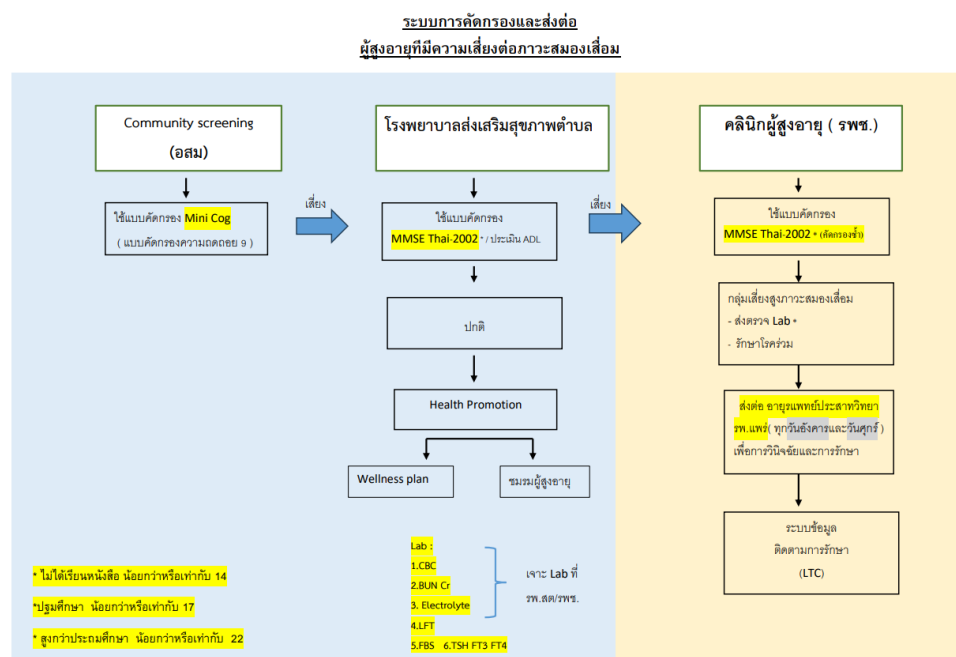 ระบบการคัดกรองและส่งต่อ
ผู้สูงอายุที่มีความเสี่ยงต่อภาวะสมองเสื่อม
Community screening
(อสม)
ใช้แบบคัดกรอง Mini Cog
( แบบคัดกรองความถดถอย 9 )
เสี่ยง
โรงพยาบาลส่งเสริมสุขภาพตำบล
ใช้แบบคัดกรอง
MMSE Thai-2002 * / ประเมิน ADL
ปกติ
Health Promotion
Wellness plan
ชมรมผู้สูงอายุ
เสี่ยง
คลินิกผู้สูงอายุ ( รพช.)
ใช้แบบคัดกรอง
MMSE Thai-2002 * (คัดกรองซ้ำ)
กลุ่มเสี่ยงสูงภาวะสมองเสื่อม
- ส่งตรวจ Lab *
- รักษาโรคร่วม
ส่งต่อ อายุรแพทย์ประสาทวิทยา
รพ.แพร่( ทุกวันอังคารและวันศุกร์ )
เพื่อการวินิจฉัยและการรักษา
ระบบข้อมูล
ติดตามการรักษา
(LTC)
* ไม่ได้เรียนหนังสือ น้อยกว่าหรือเท่ากับ 14
*ปฐมศึกษา น้อยกว่าหรือเท่ากับ 17
* สูงกว่าประถมศึกษา น้อยกว่าหรือเท่ากับ 22
Lab :
1.CBC
2.BUN Cr
3. Electrolyte
4.LFT
5.FBS 6.TSH FT3 FT4
เจาะ Lab ที่
รพ.สต/รพช.